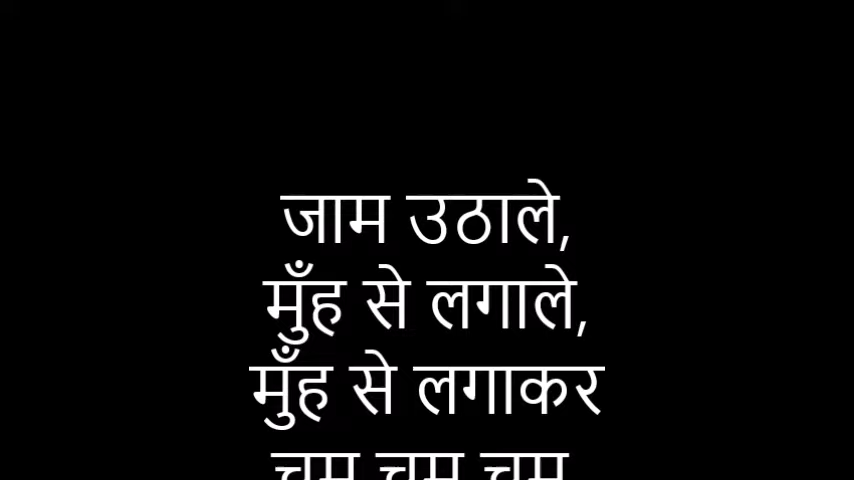 जाम उठाले,
मुँह से लगाले,
मुँह से लगाकर